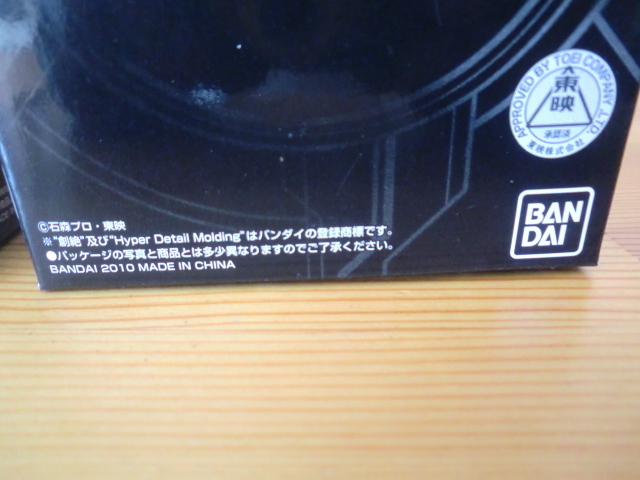 ©石森プロ・東映
※"創絶"及び"Hyper Detail Molding"はバンダイの登録商標です。
●パッケージの写真と商品とは多少異なりますのでご了承ください。
BANDAI 2010 MADE IN CHINA
APPROVED BY TOEI COMPANY, LTD.
東映
承認済
東映株式会社
BAN
DAI